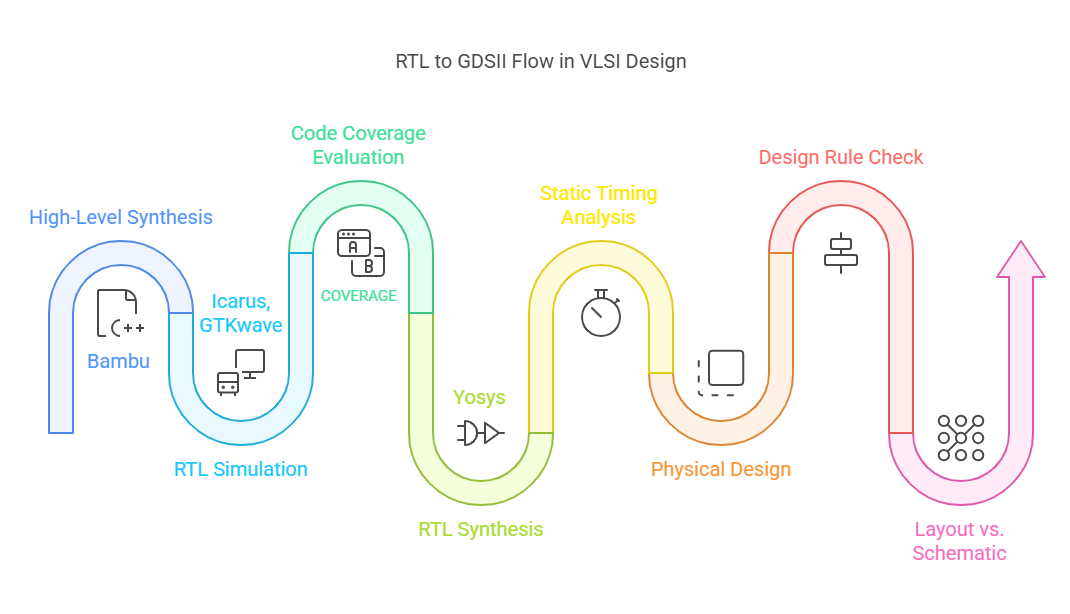 RTL to GDSII Flow in VLSI Design
High-Level Synthesis
C++
Bambu
Icarus,
GTKwave
RTL Simulation
Code Coverage
Evaluation
A
B
COVERAGE
Yosys
RTL Synthesis
Static Timing
Analysis
Physical Design
Design Rule Check
Layout vs.
Schematic